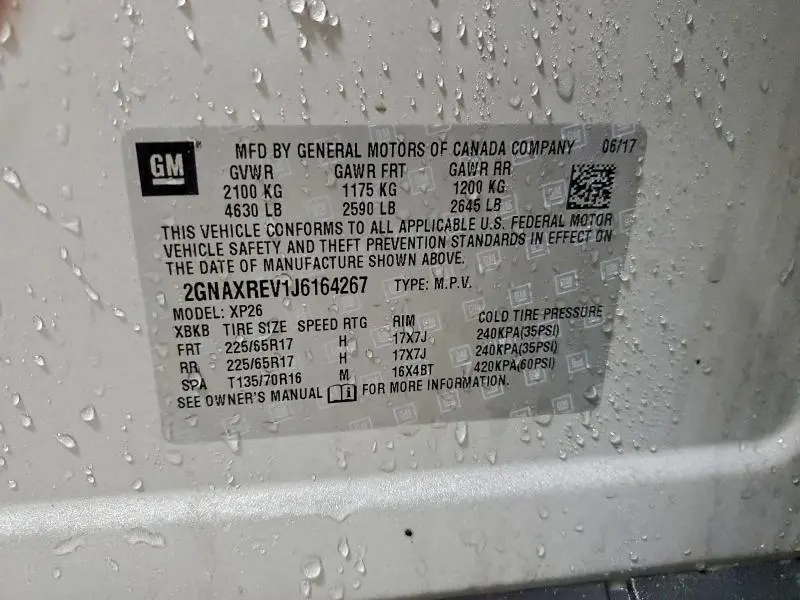 GM
MFD BY GENERAL MOTORS OF CANADA COMPANY 06/17
GVWR GAWR FRT GAWR RR
2100 KG 1175 KG 1200 KG
4630 LB 2590 LB 2645 LB
THIS VEHICLE CONFORMS TO ALL APPLICABLE U.S. FEDERAL MOTOR
VEHICLE SAFETY AND THEFT PREVENTION STANDARDS IN EFFECT ON
THE DATE OF MANUFACTURE SHOWN ABOVE.
2GNAXREV1J6164267 TYPE: M.P.V.
MODEL: XP26
XBKB TIRE SIZE SPEED RTG RIM COLD TIRE PRESSURE
FRT 225/65R17 H 17X7J 240KPA(35PSI)
RR 225/65R17 H 17X7J 240KPA(35PSI)
SPA T135/70R16 M 16X4BT 420KPA(60PSI)
SEE OWNER'S MANUAL FOR MORE INFORMATION.